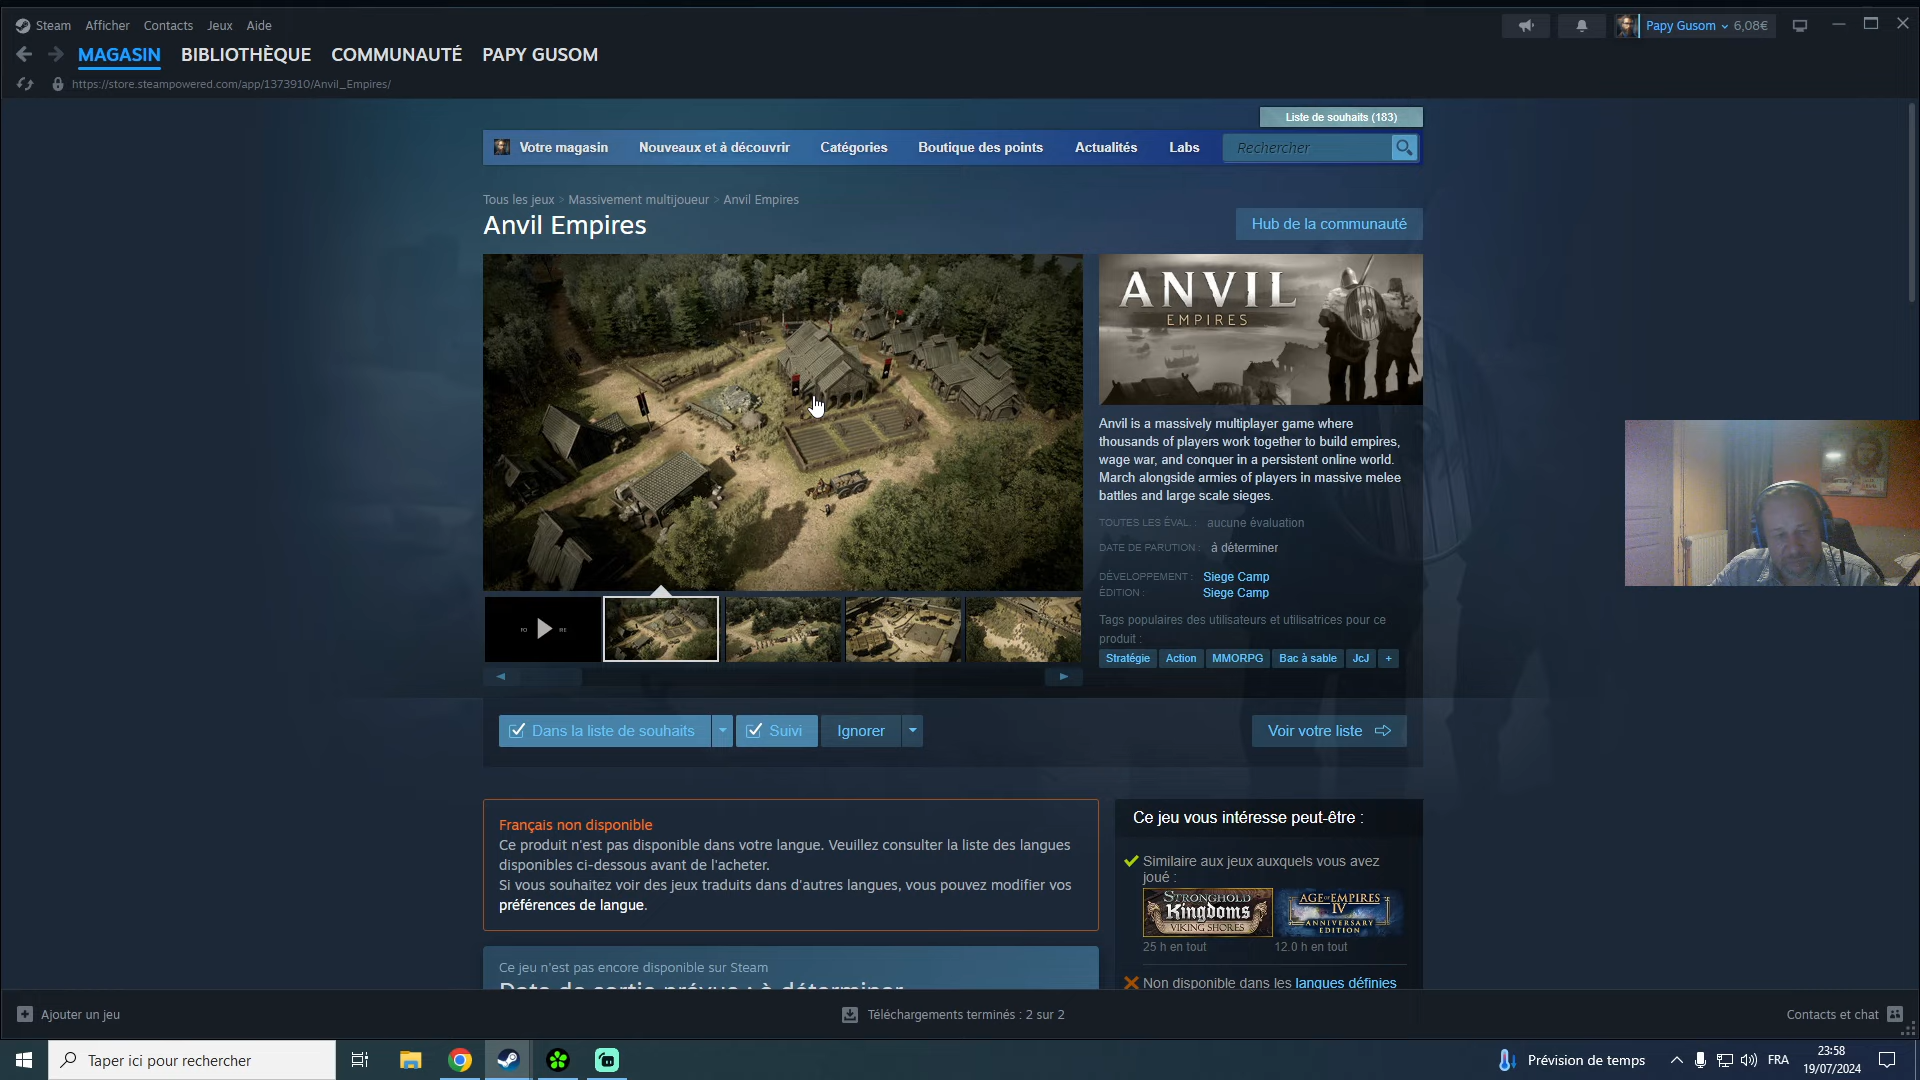 Steam Afficher Contacts Jeux Aide
Papy Gusom 6,08€
MAGASIN BIBLIOTHÈQUE COMMUNAUTÉ PAPY GUSOM
https://store.steampowered.com/app/1373910/Anvil_Empires/
Liste de souhaits (183)
Votre magasin Nouveaux et à découvrir Catégories Boutique des points Actualités Labs Rechercher
Tous les jeux > Massivement multijoueur > Anvil Empires
Anvil Empires
Hub de la communauté
ANVIL
EMPIRES
Anvil is a massively multiplayer game where
thousands of players work together to build empires,
wage war, and conquer in a persistent online world.
March alongside armies of players in massive melee
battles and large scale sieges.
TOUTES LES ÉVAL. : aucune évaluation
DATE DE PARUTION : à déterminer
DÉVELOPPEMENT : Siege Camp
ÉDITION : Siege Camp
Tags populaires des utilisateurs et utilisatrices pour ce
produit :
Stratégie Action MMORPG Bac à sable JcJ +
Dans la liste de souhaits Suivi Ignorer Voir votre liste
Français non disponible
Ce produit n'est pas disponible dans votre langue. Veuillez consulter la liste des langues
disponibles ci-dessous avant de l'acheter.
Si vous souhaitez voir des jeux traduits dans d'autres langues, vous pouvez modifier vos
préférences de langue.
Ce jeu n'est pas encore disponible sur Steam
Date de sortie prévue : à déterminer
Ce jeu vous intéresse peut-être :
Similaire aux jeux auxquels vous avez
joué :
STRONGHOLD
Kingdoms
VIKING SHORES
AGE OF EMPIRES
IV
ANNIVERSARY
EDITION
25 h en tout 12.0 h en tout
Non disponible dans les langues définies
Ajouter un jeu
Téléchargements terminés : 2 sur 2
Contacts et chat
Taper ici pour rechercher
Prévision de temps
FRA
23:58
19/07/2024